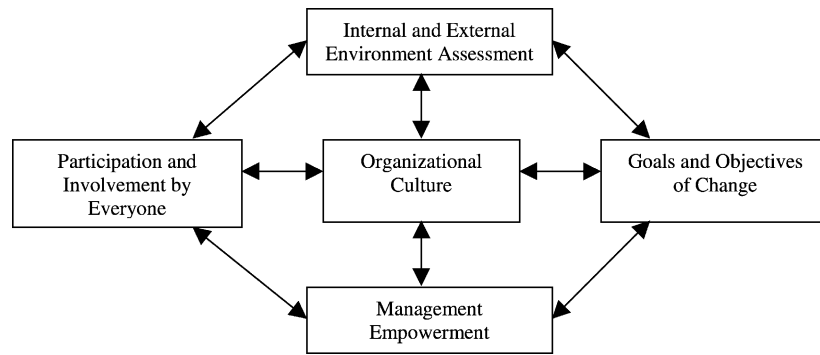 Internal and External
Environment Assessment
Participation and
Involvement by
Everyone
Organizational
Culture
Goals and Objectives
of Change
Management
Empowerment